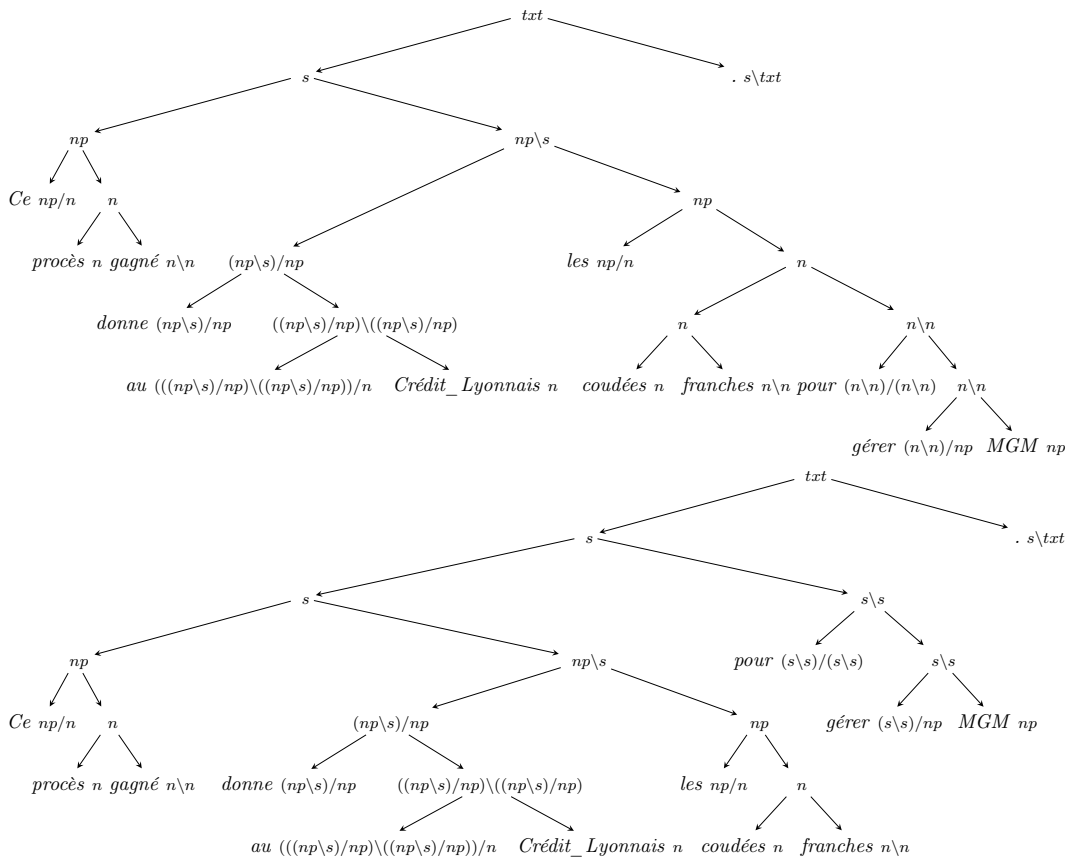 txt
s . s\txt
np np\s
Ce np/n n np
procès n gagné n\n (np\s)/np les np/n n
donne (np\s)/np ((np\s)/np)\((np\s)/np) n n\n
au (((np\s)/np)\((np\s)/np))/n Crédit_Lyonnais n coudées n franches n\n pour (n\n)/(n\n) n\n
gérer (n\n)/np MGM np
txt
s . s\txt
s s\s
np np\s pour (s\s)/(s\s) s\s
Ce np/n n (np\s)/np np gérer (s\s)/np MGM np
procès n gagné n\n donne (np\s)/np ((np\s)/np)\((np\s)/np) les np/n n
au (((np\s)/np)\((np\s)/np))/n Crédit_Lyonnais n coudées n franches n\n